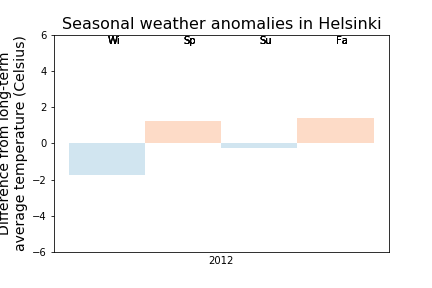 Seasonal weather anomalies in Helsinki
Difference from long-term
average temperature (Celsius)
6
4
2
0
−2
−4
−6
Wi Sp Su Fa
2012